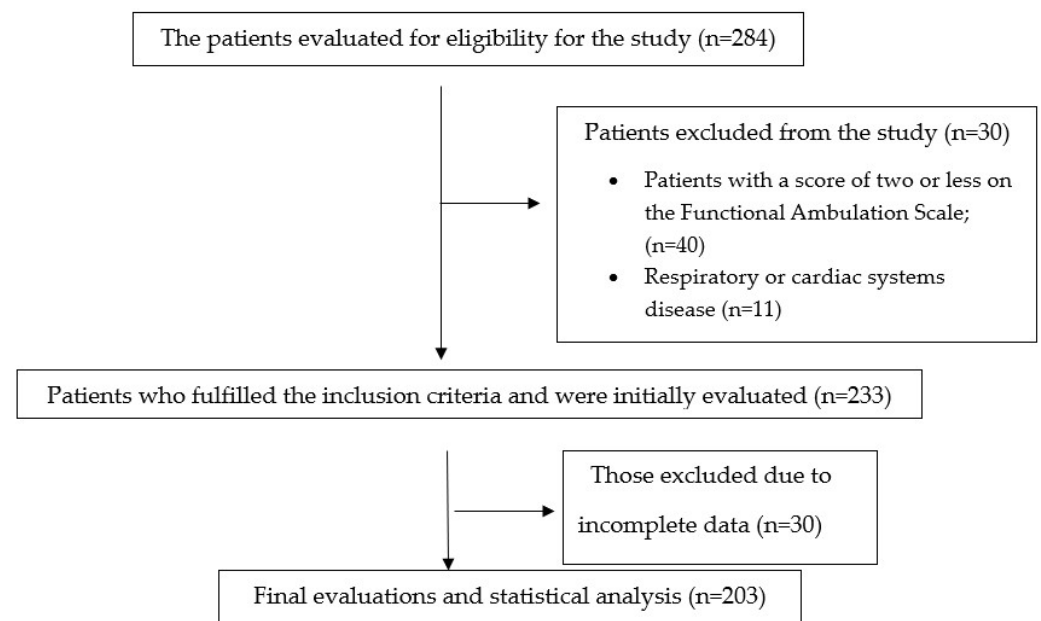 The patients evaluated for eligibility for the study (n=284)
Patients excluded from the study (n=30)
• Patients with a score of two or less on
the Functional Ambulation Scale;
(n=40)
• Respiratory or cardiac systems
disease (n=11)
Patients who fulfilled the inclusion criteria and were initially evaluated (n=233)
Those excluded due to
incomplete data (n=30)
Final evaluations and statistical analysis (n=203)